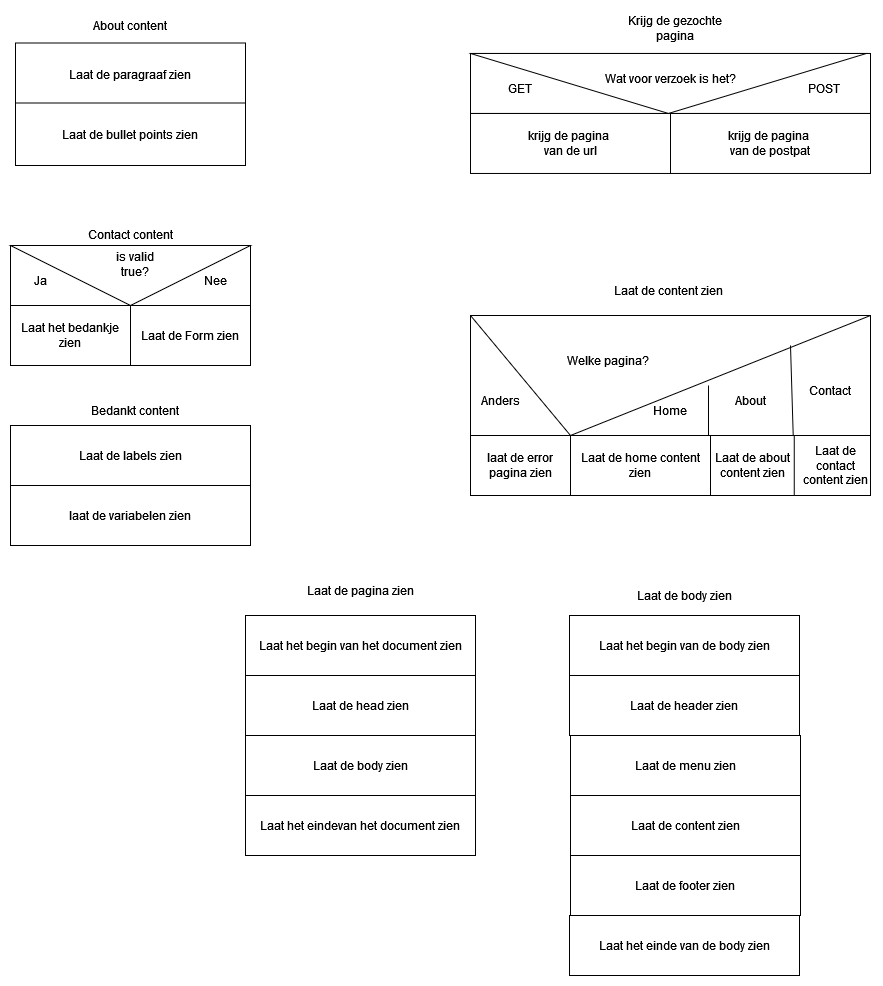 About content
Laat de paragraaf zien
Laat de bullet points zien
Krijg de gezochte
pagina
Wat voor verzoek is het?
GET
POST
krijg de pagina
van de url
krijg de pagina
van de postpat
Contact content
is valid
true?
Ja
Nee
Laat het bedankje
zien
Laat de Form zien
Laat de content zien
Welke pagina?
Anders
Home
About
Contact
laat de error
pagina zien
Laat de home content
zien
Laat de about
content zien
Laat de
contact
content zien
Bedankt content
Laat de labels zien
laat de variabelen zien
Laat de pagina zien
Laat het begin van het document zien
Laat de head zien
Laat de body zien
Laat het eindevan het document zien
Laat de body zien
Laat het begin van de body zien
Laat de header zien
Laat de menu zien
Laat de content zien
Laat de footer zien
Laat het einde van de body zien